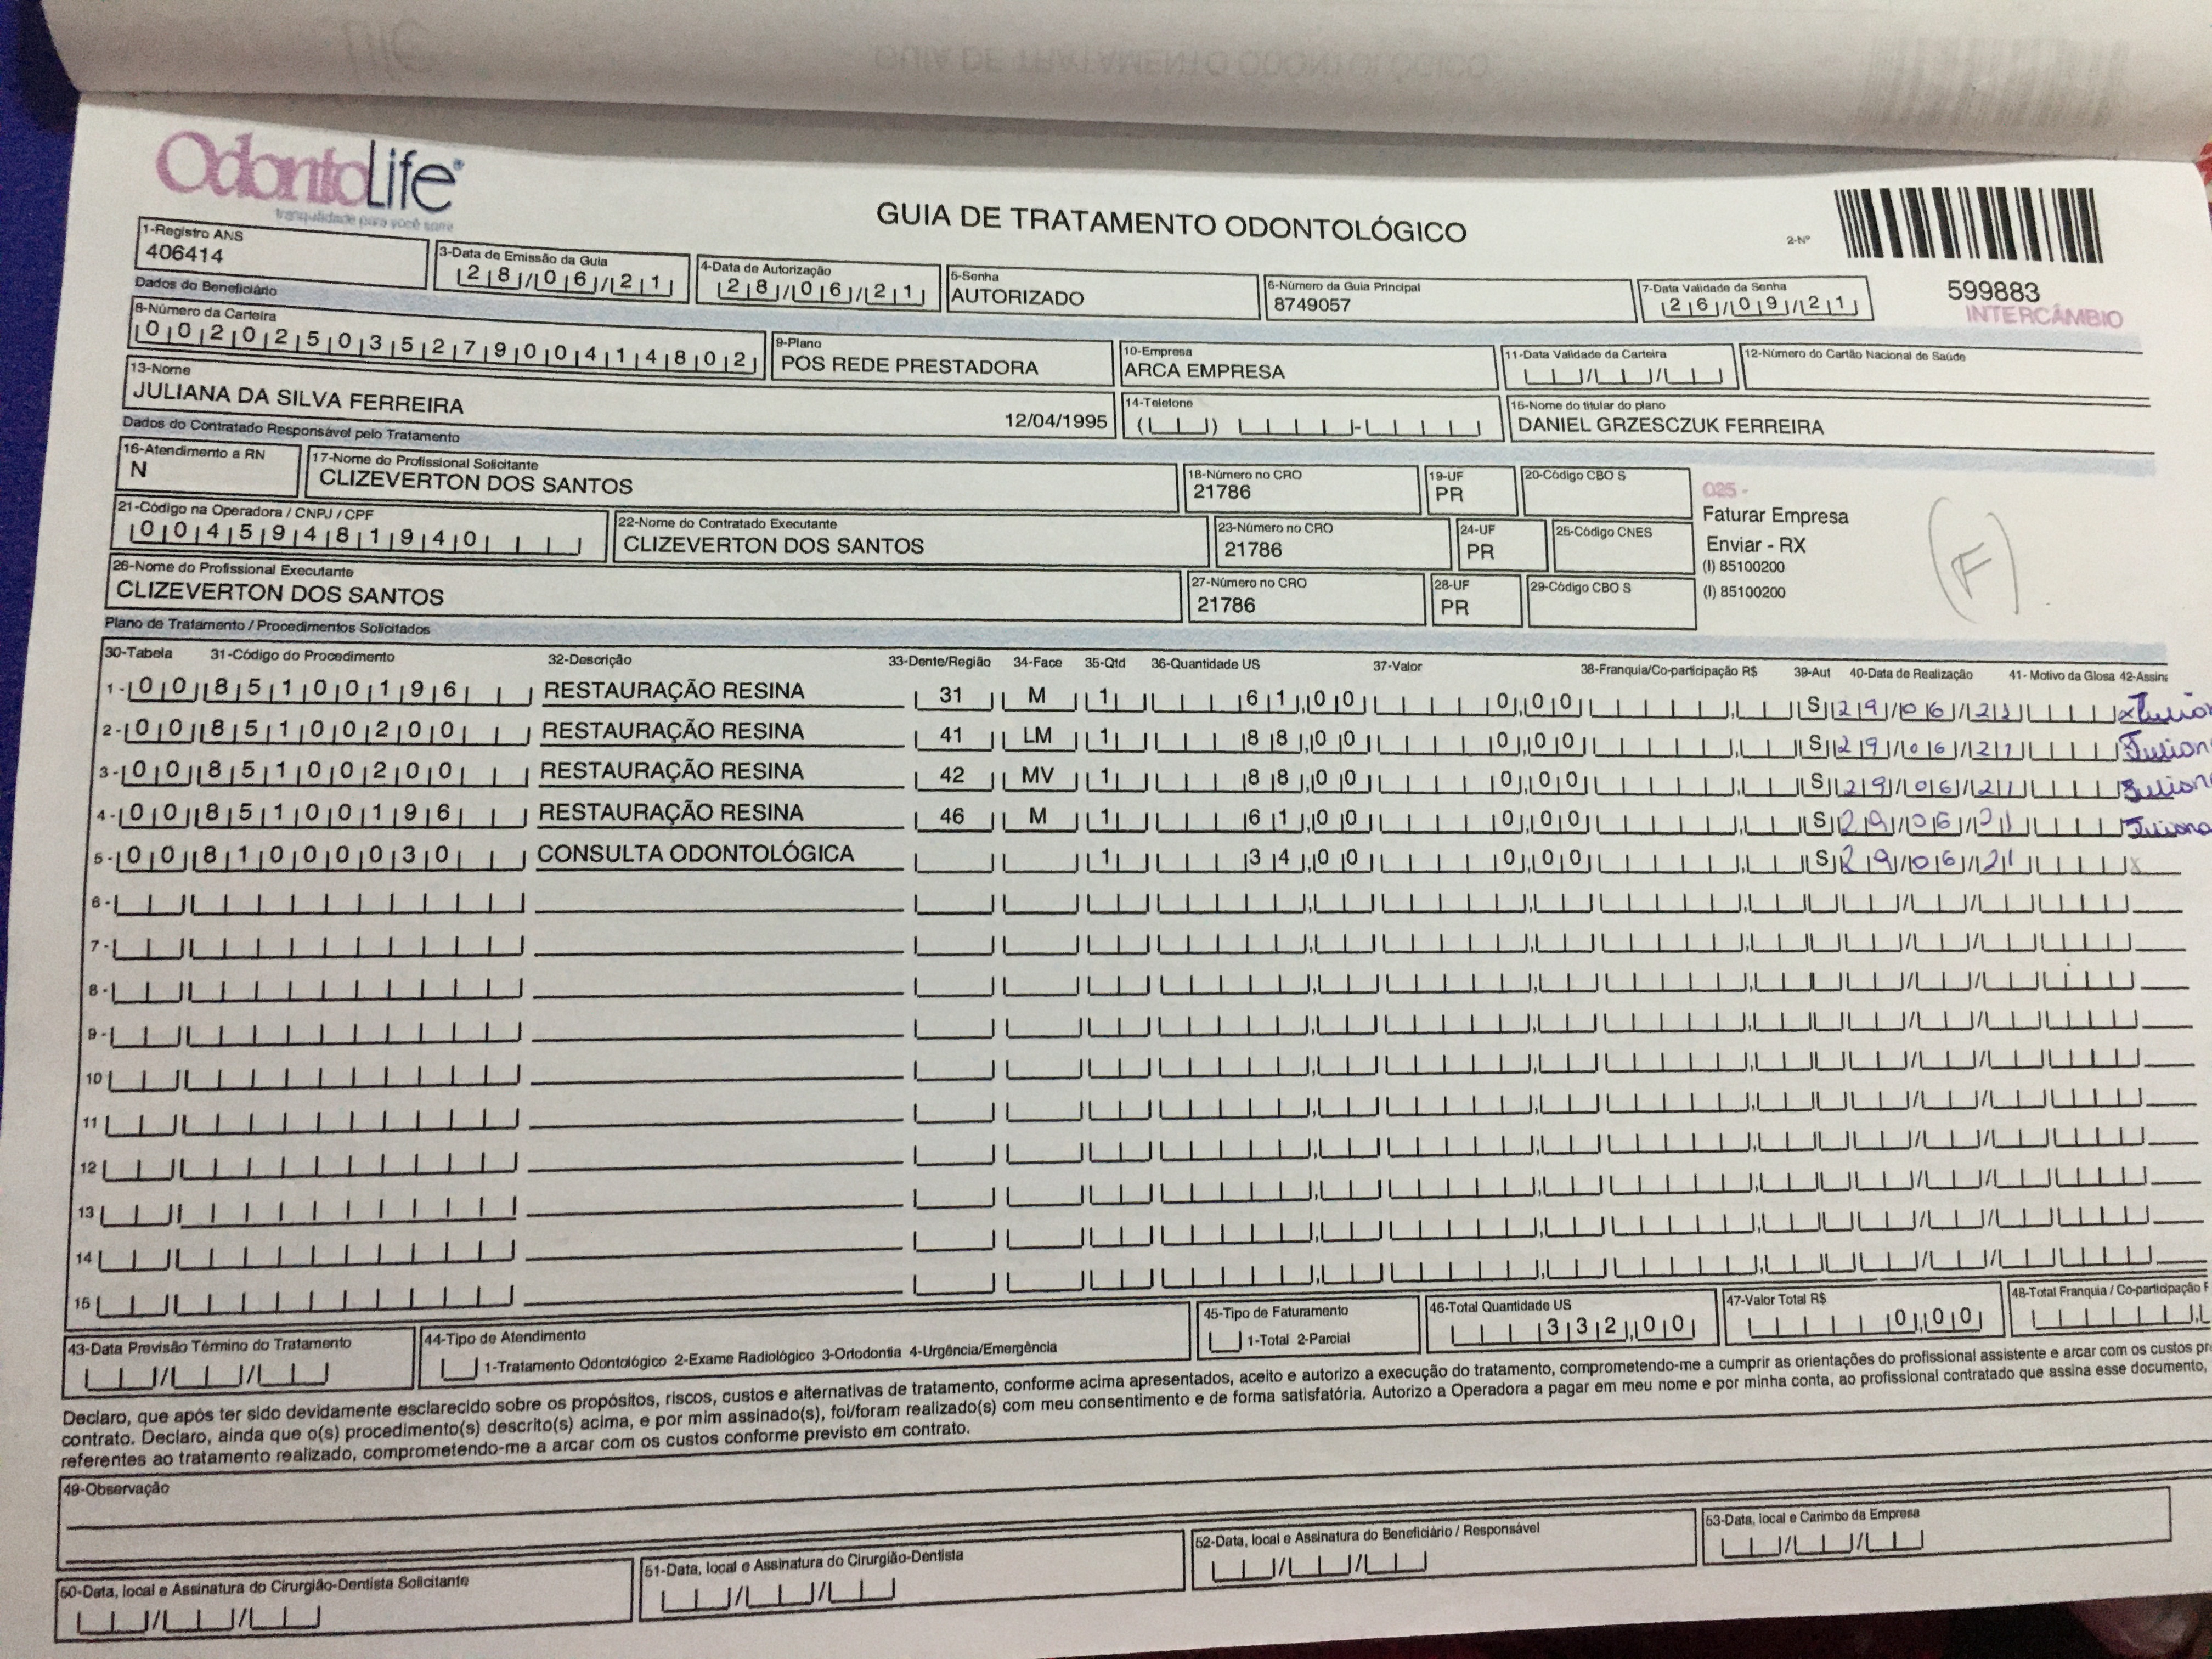 GUIA DE TRATAMENTO ODONTOLÓGICO
OdontoLife
tranquilidade para você sorrir
GUIA DE TRATAMENTO ODONTOLÓGICO
2-Nº
599883
INTERCÂMBIO
1-Registro ANS
406414
3-Data de Emissão da Guia
28/06/21
4-Data de Autorização
28/06/21
5-Senha
AUTORIZADO
6-Número da Guia Principal
8749057
7-Data Validade da Senha
26/09/21
Dados do Beneficiário
8-Número da Carteira
00202503527900414802
9-Plano
POS REDE PRESTADORA
10-Empresa
ARCA EMPRESA
11-Data Validade da Carteira
12-Número do Cartão Nacional de Saúde
13-Nome
JULIANA DA SILVA FERREIRA 12/04/1995
14-Telefone
15-Nome do titular do plano
DANIEL GRZESCZUK FERREIRA
Dados do Contratado Responsável pelo Tratamento
16-Atendimento a RN
N
17-Nome do Profissional Solicitante
CLIZEVERTON DOS SANTOS
18-Número no CRO
21786
19-UF
PR
20-Código CBO S
21-Código na Operadora / CNPJ / CPF
00459481940
22-Nome do Contratado Executante
CLIZEVERTON DOS SANTOS
23-Número no CRO
21786
24-UF
PR
25-Código CNES
26-Nome do Profissional Executante
CLIZEVERTON DOS SANTOS
27-Número no CRO
21786
28-UF
PR
29-Código CBO S
025 -
Faturar Empresa
Enviar - RX
(I) 85100200
(I) 85100200
(F)
Plano de Tratamento / Procedimentos Solicitados
30-Tabela 31-Código do Procedimento 32-Descrição 33-Dente/Região 34-Face 35-Qtd 36-Quantidade US 37-Valor 38-Franquia/Co-participação R$ 39-Aut 40-Data de Realização 41- Motivo da Glosa 42-Assin
1- 00 85100196 RESTAURAÇÃO RESINA 31 M 1 61,00 0,00 S 29/06/21
2- 00 85100200 RESTAURAÇÃO RESINA 41 LM 1 88,00 0,00 S 29/06/21 Julian
3- 00 85100200 RESTAURAÇÃO RESINA 42 MV 1 88,00 0,00 S 29/06/21 Julian
4- 00 85100196 RESTAURAÇÃO RESINA 46 M 1 61,00 0,00 S 29/06/21 Juliana
5- 00 81000030 CONSULTA ODONTOLÓGICA 1 34,00 0,00 S 29/06/21 x
6-
7-
8-
9-
10
11
12
13
14
15
43-Data Previsão Término do Tratamento
44-Tipo de Atendimento
1-Tratamento Odontológico 2-Exame Radiológico 3-Ortodontia 4-Urgência/Emergência
45-Tipo de Faturamento
1-Total 2-Parcial
46-Total Quantidade US
332,00
47-Valor Total R$
0,00
48-Total Franquia / Co-participação
Declaro, que após ter sido devidamente esclarecido sobre os propósitos, riscos, custos e alternativas de tratamento, conforme acima apresentados, aceito e autorizo a execução do tratamento, comprometendo-me a cumprir as orientações do profissional assistente e arcar com os custos
contrato. Declaro, ainda que o(s) procedimento(s) descrito(s) acima, e por mim assinado(s), foi/foram realizado(s) com meu consentimento e de forma satisfatória. Autorizo a Operadora a pagar em meu nome e por minha conta, ao profissional contratado que assina esse documento,
referentes ao tratamento realizado, comprometendo-me a arcar com os custos conforme previsto em contrato.
49-Observação
50-Data, local e Assinatura do Cirurgião-Dentista Solicitante
51-Data, local e Assinatura do Cirurgião-Dentista
52-Data, local e Assinatura do Beneficiário / Responsável
53-Data, local e Carimbo da Empresa